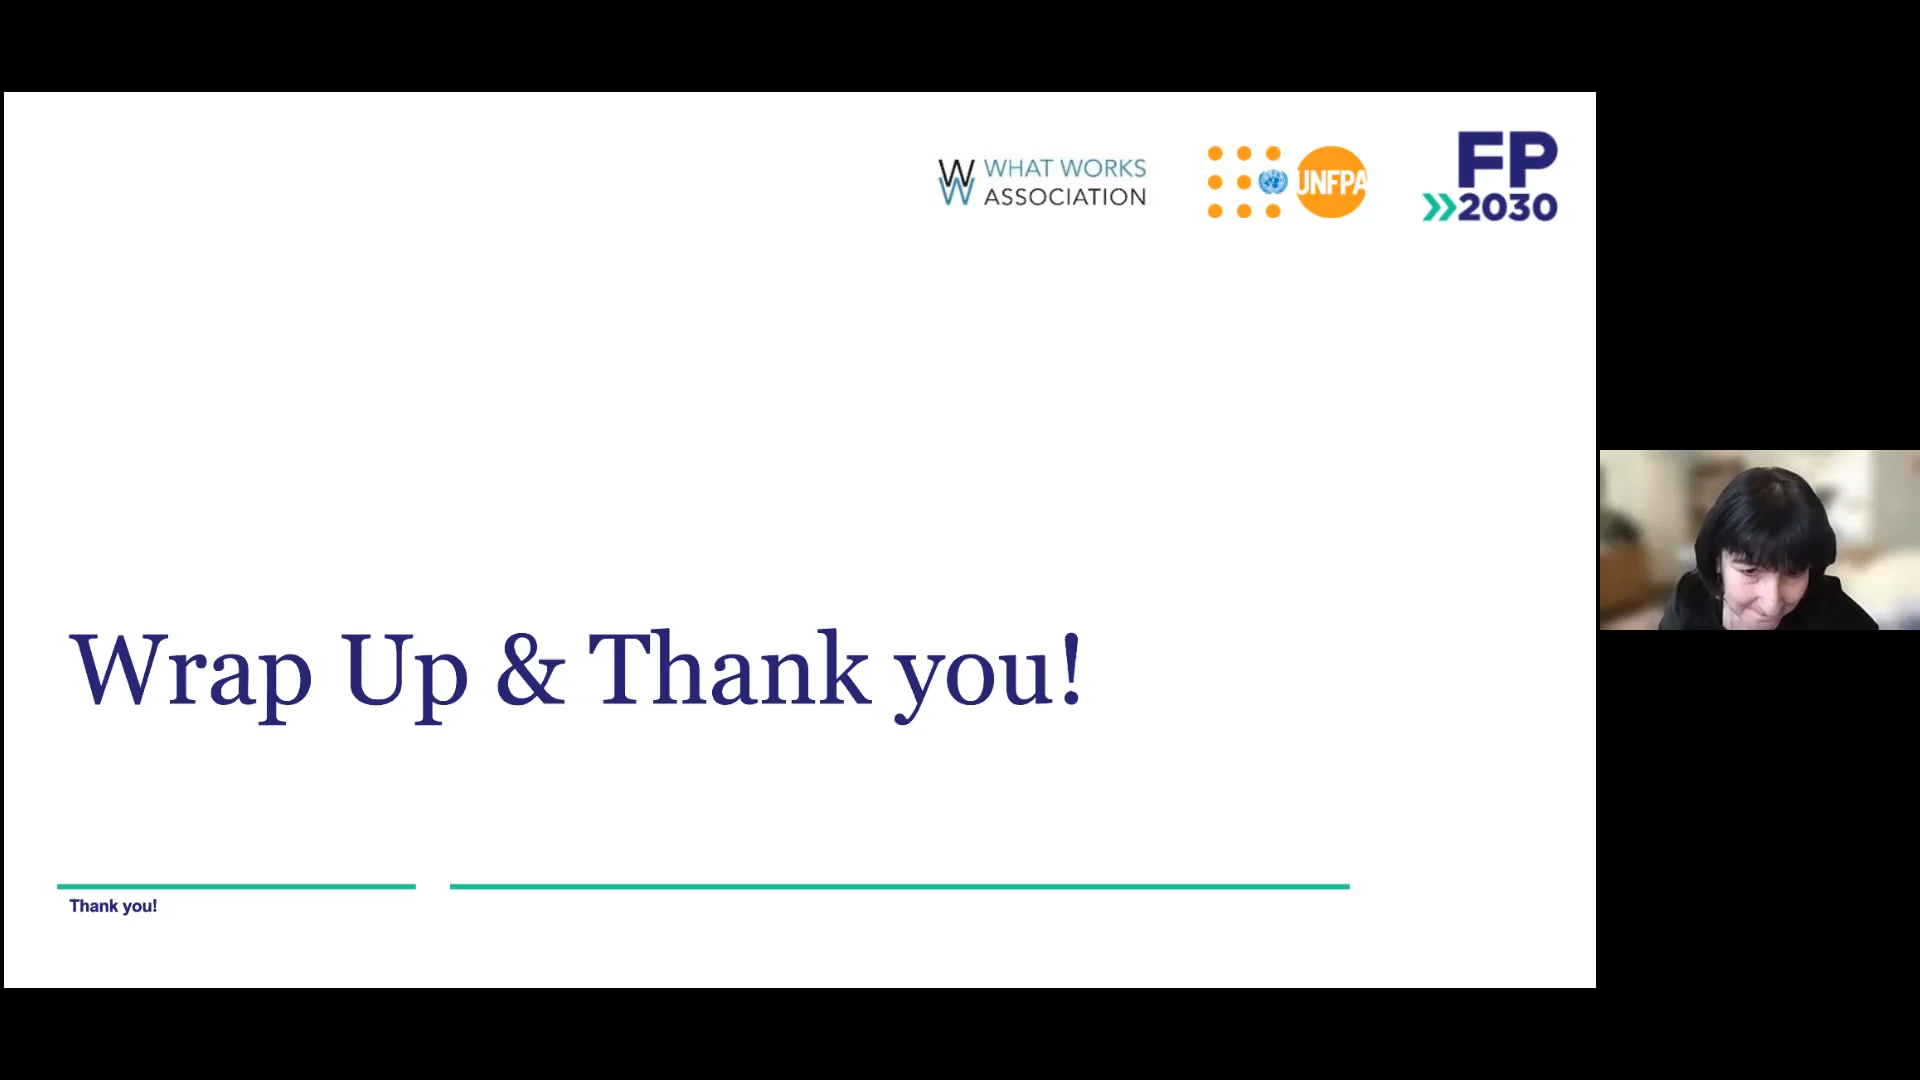 W WHAT WORKS
W ASSOCIATION
UNFPA
FP
2030
Wrap Up & Thank you!
Thank you!